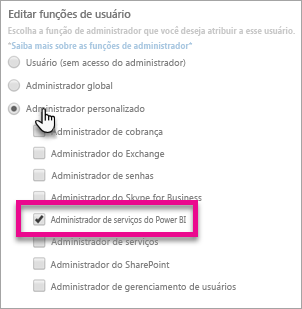 Editar funções de usuário
Escolha a função de administrador que você deseja atribuir a esse usuário.
"Saiba mais sobre as funções de administrador"
Usuário (sem acesso do administrador)
Administrador global
Administrador personalizado
Administrador de cobrança
Administrador do Exchange
Administrador de senhas
Administrador do Skype for Business
Administrador de serviços do Power BI
Administrador de serviços
Administrador do SharePoint
Administrador de gerenciamento de usuários